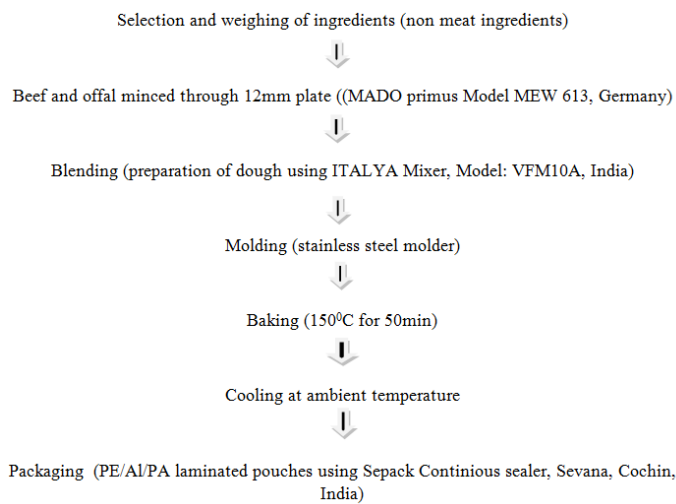 Selection and weighing of ingredients (non meat ingredients)
Beef and offal minced through 12mm plate ((MADO primus Model MEW 613, Germany)
Blending (preparation of dough using ITALYA Mixer, Model: VFM10A, India)
Molding (stainless steel molder)
Baking (150⁰C for 50min)
Cooling at ambient temperature
Packaging (PE/Al/PA laminated pouches using Sepack Continious sealer, Sevana, Cochin,
India)